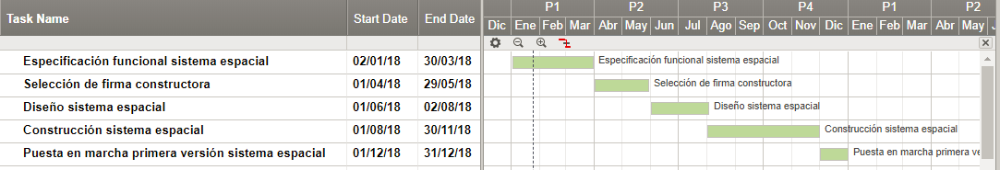 Task Name Start Date End Date P1 P2 P3 P4 P1 P2
Dic Ene Feb Mar Abr May Jun Jul Ago Sep Oct Nov Dic Ene Feb Mar Abr May
Especificación funcional sistema espacial 02/01/18 30/03/18 Especificación funcional sistema espacial
Selección de firma constructora 01/04/18 29/05/18 Selección de firma constructora
Diseño sistema espacial 01/06/18 02/08/18 Diseño sistema espacial
Construcción sistema espacial 01/08/18 30/11/18 Construcción sistema espacial
Puesta en marcha primera versión sistema espacial 01/12/18 31/12/18 Puesta en marcha primera ve